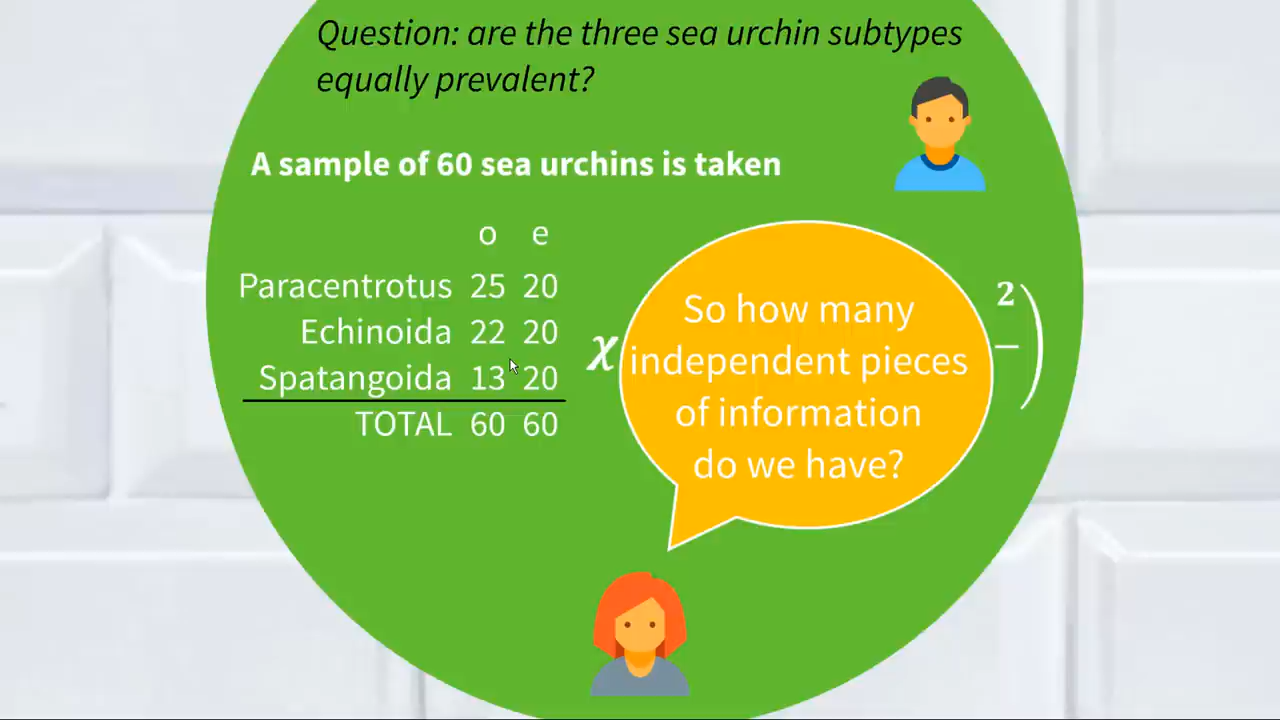 Question: are the three sea urchin subtypes
equally prevalent?
A sample of 60 sea urchins is taken
o e
Paracentrotus 25 20
Echinoida 22 20
Spatangoida 13 20
TOTAL 60 60
χ
2
So how many
independent pieces
of information
do we have?